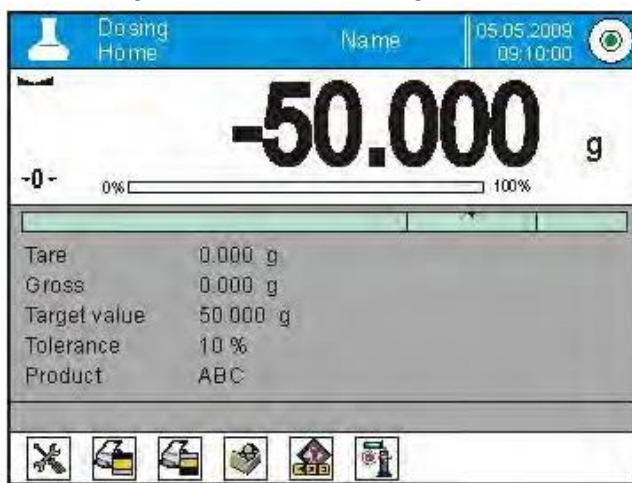 Dosing
Home
Name
05.05.2009
09:10:00
-50.000 g
-0-
0% 100%
Tare 0.000 g
Gross 0.000 g
Target value 50.000 g
Tolerance 10 %
Product ABC